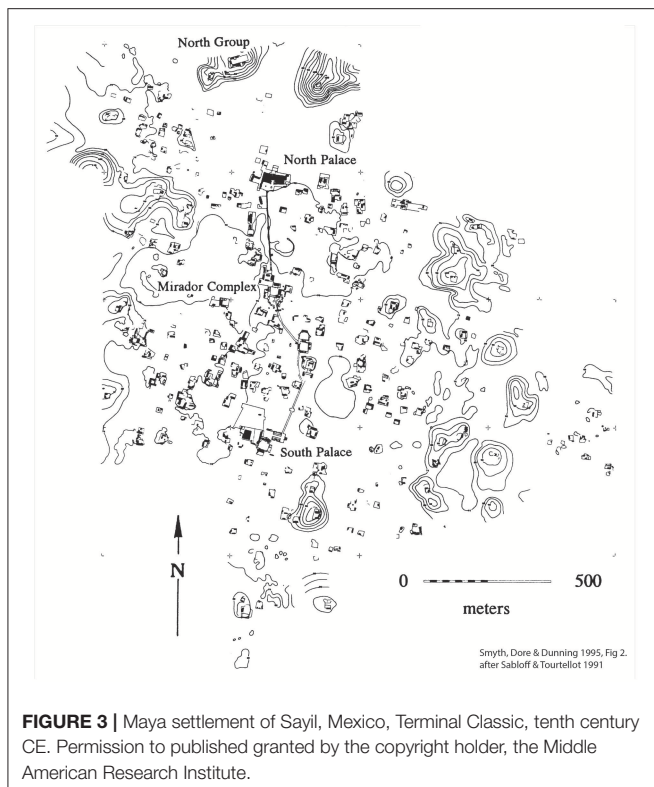 North Group
North Palace
Mirador Complex
South Palace
N
0 500
meters
Smyth, Dore & Dunning 1995, Fig 2.
after Sabloff & Tourtellot 1991
FIGURE 3 | Maya settlement of Sayil, Mexico, Terminal Classic, tenth century
CE. Permission to published granted by the copyright holder, the Middle
American Research Institute.